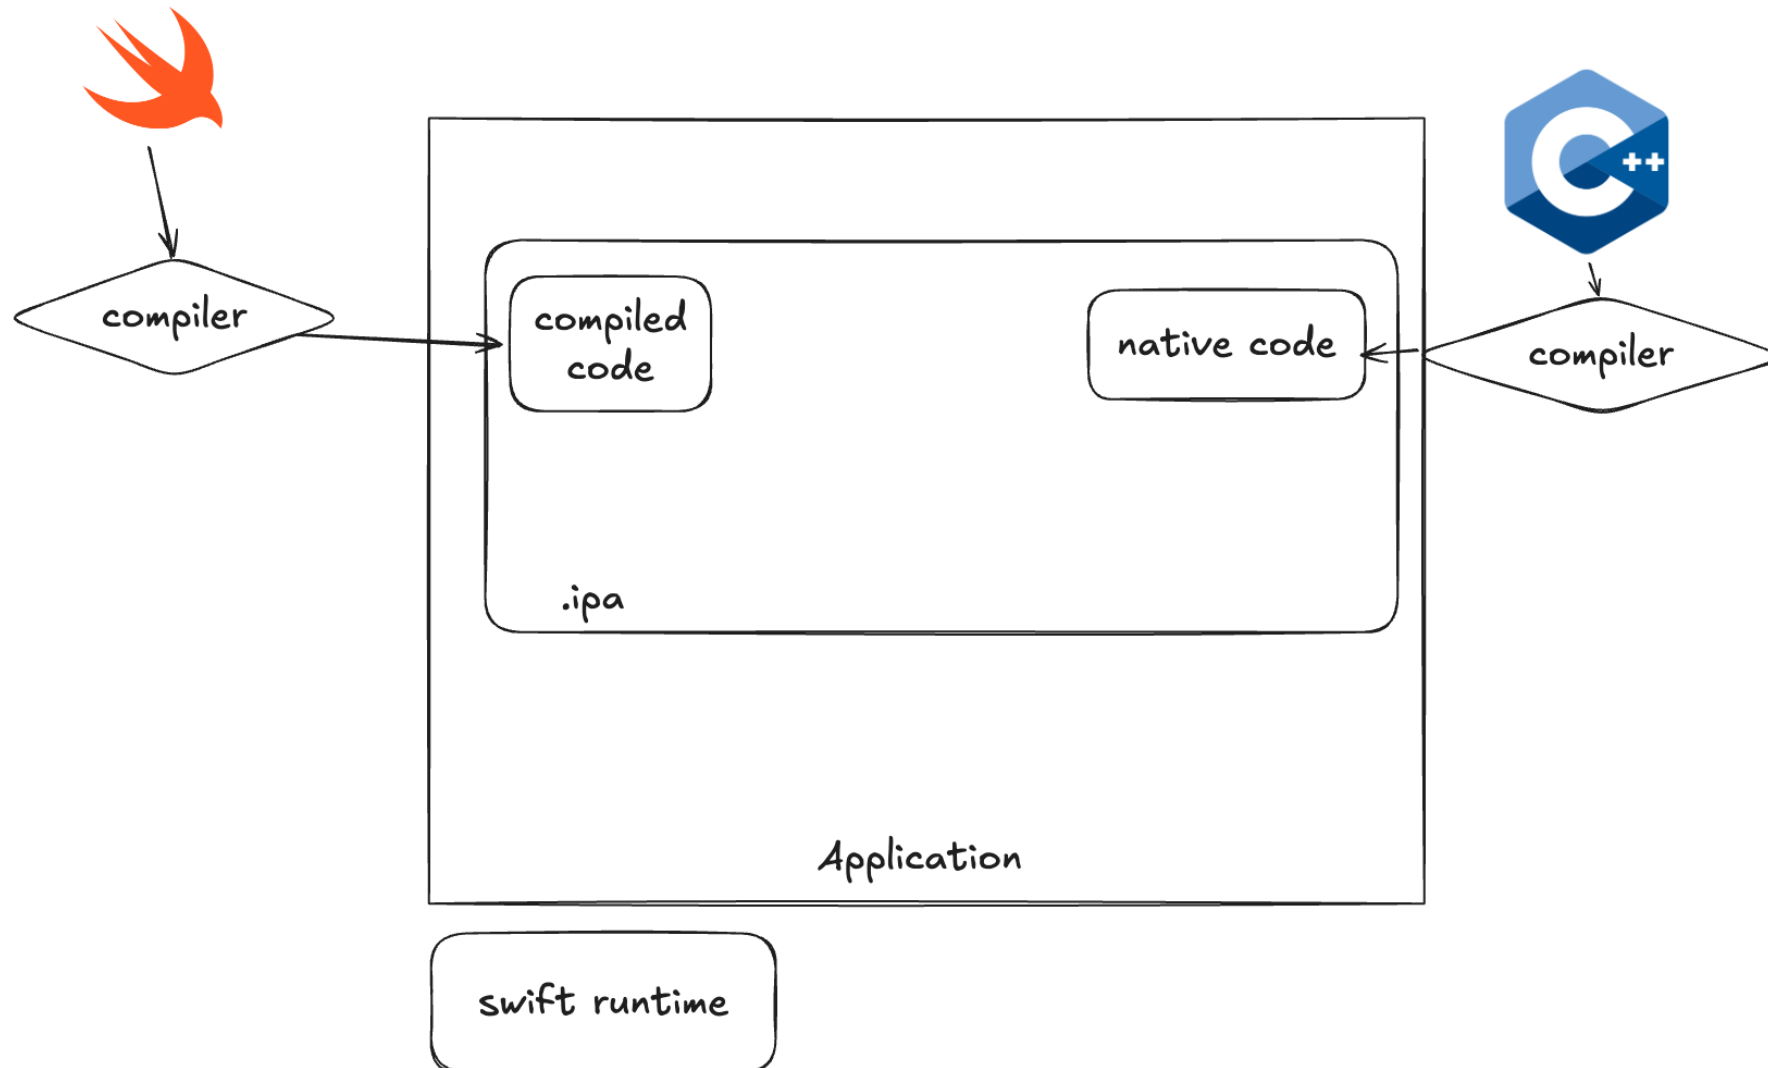 C++
compiler
compiled
code
native code
compiler
.ipa
Application
swift runtime